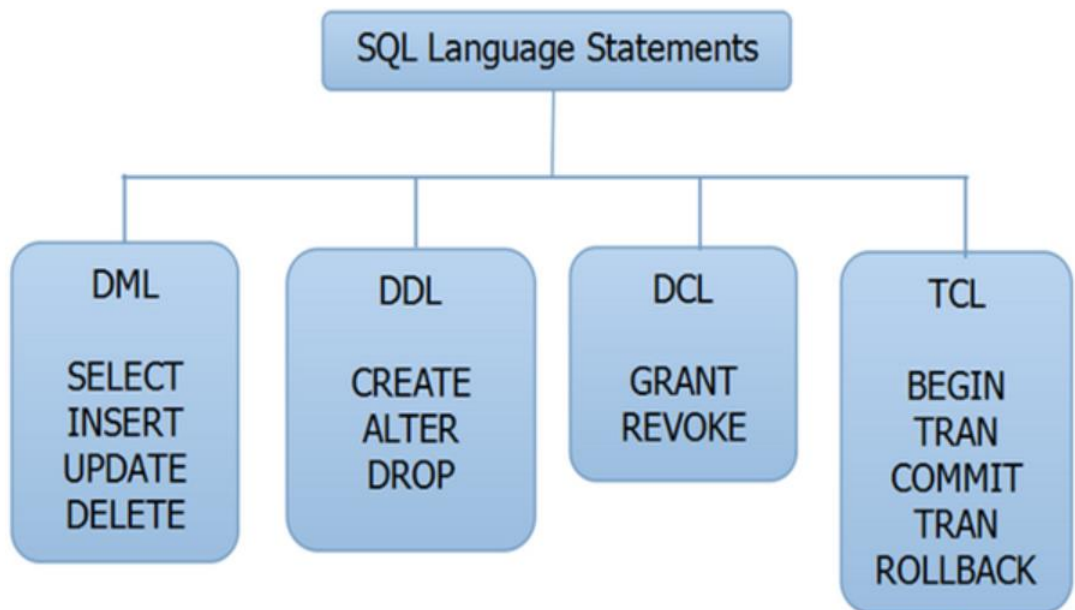 SQL Language Statements
DML
SELECT
INSERT
UPDATE
DELETE
DDL
CREATE
ALTER
DROP
DCL
GRANT
REVOKE
TCL
BEGIN
TRAN
COMMIT
TRAN
ROLLBACK